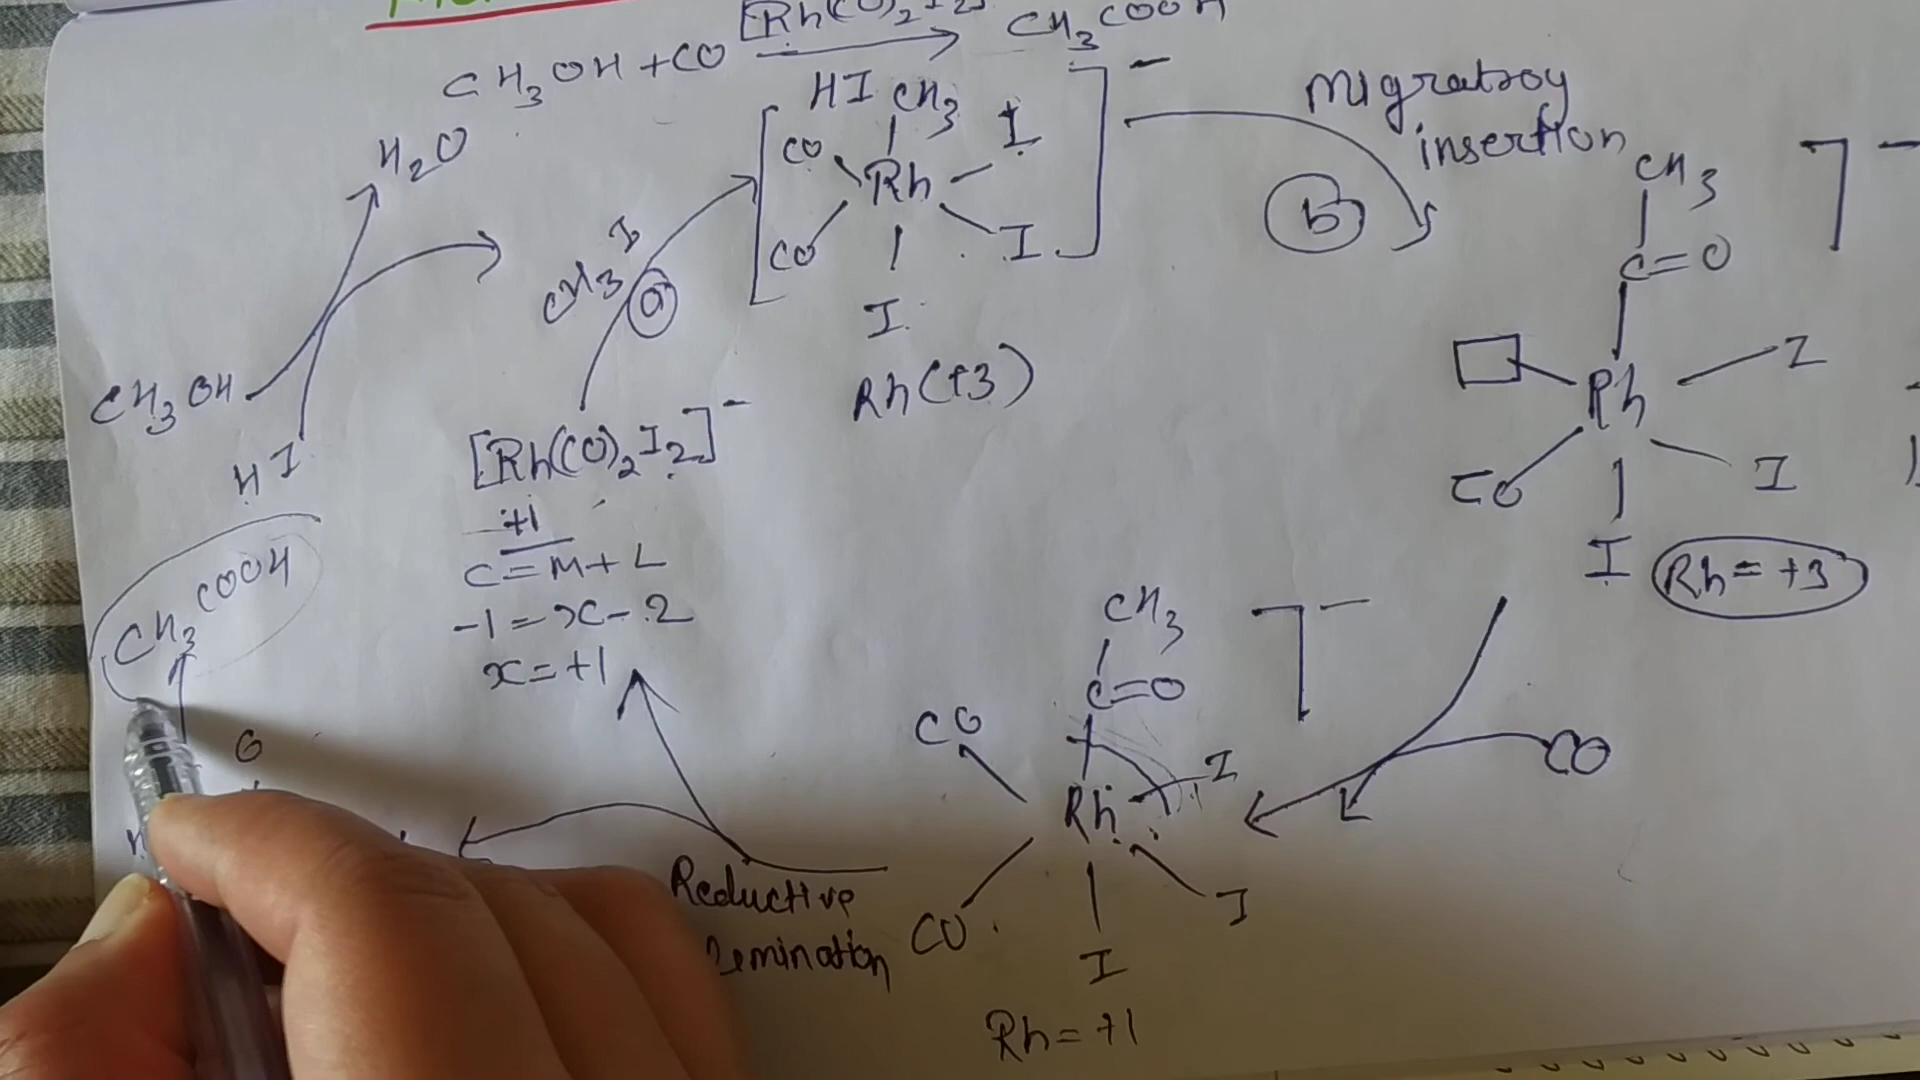 [Rh(CO)2I2]
CH3OH + CO → CH3COOH
HI
Migratroy
insertion
b
H2O
CH3OH
HI
CH3I
a
CH3
CO
I
Rh
CO
I
I
]-
Rh(+3)
CH3
]-
C=O
Rh
I
CO
I
I
Rh = +3
[Rh(CO)2I2]-
+1
C = M + L
-1 = x - 2
x = +1
CH3COOH
O
CH3
]-
C=O
CO
I
Rh
CO
I
I
Rh = +1
CO
Reductive